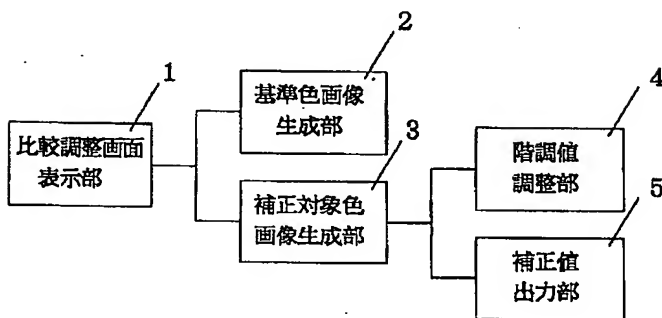 1
比較調整画面
表示部
2
基準色画像
生成部
3
補正対象色
画像生成部
4
階調値
調整部
5
補正値
出力部